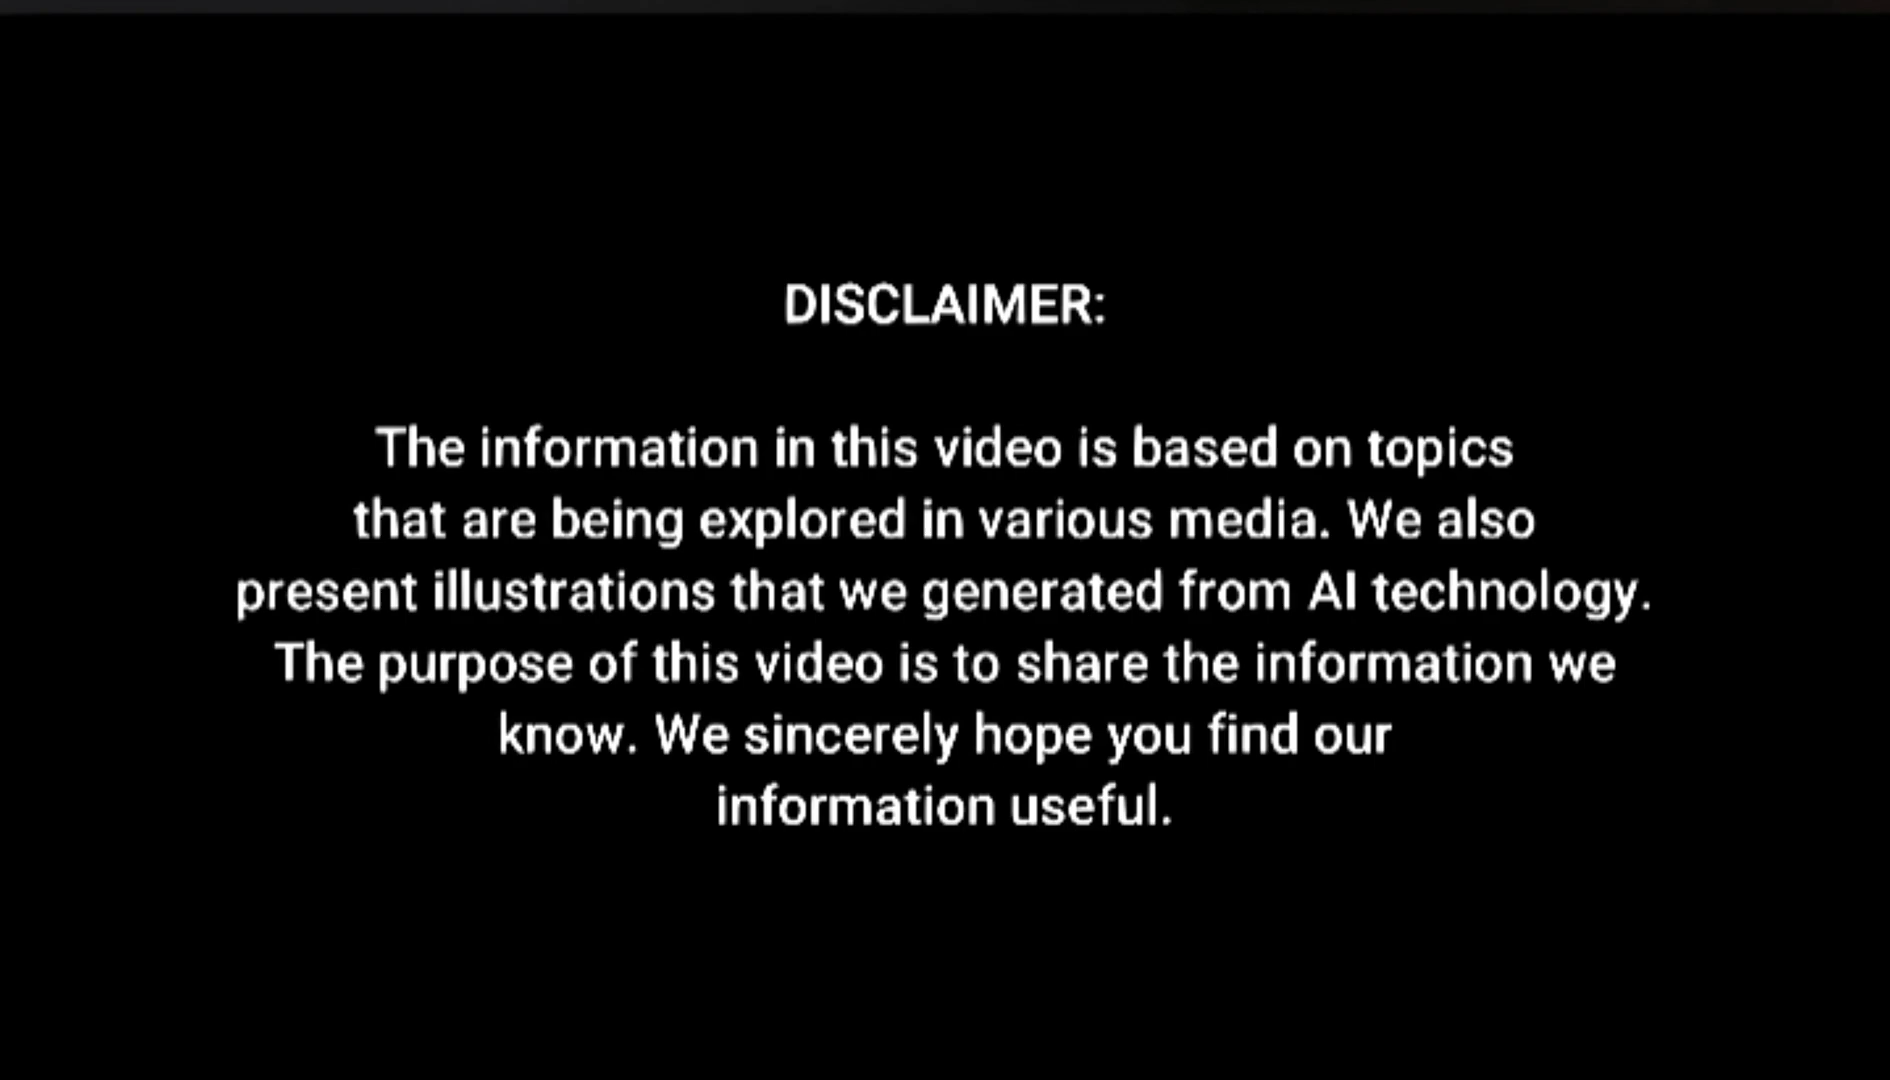 DISCLAIMER:
The information in this video is based on topics
that are being explored in various media. We also
present illustrations that we generated from AI technology.
The purpose of this video is to share the information we
know. We sincerely hope you find our
information useful.